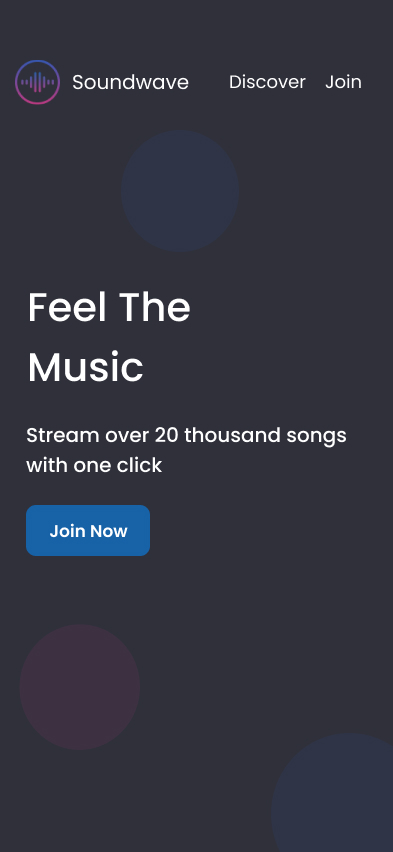 Soundwave Discover Join
Feel The
Music
Stream over 20 thousand songs
with one click
Join Now